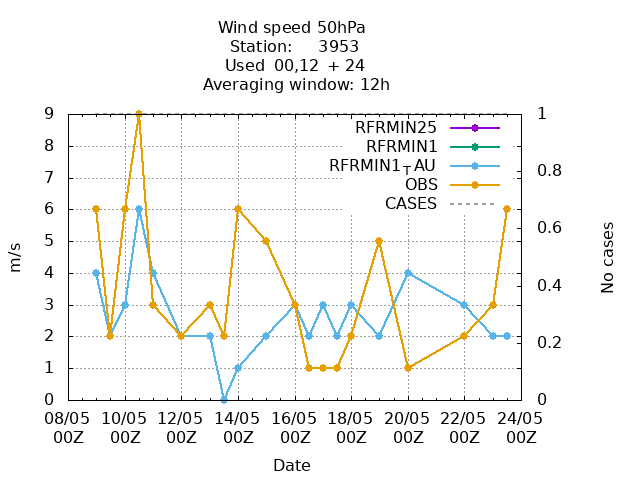 Wind speed 50hPa
Station: 3953
Used 00,12 + 24
Averaging window: 12h
9 1
RFRMIN25
8 RFRMIN1
7 RFRMIN1TAU 0.8
OBS
6 CASES 0.6
5
m/s No cases
4 0.4
3
2 0.2
1
0 0
08/05 10/05 12/05 14/05 16/05 18/05 20/05 22/05 24/05
00Z 00Z 00Z 00Z 00Z 00Z 00Z 00Z 00Z
Date